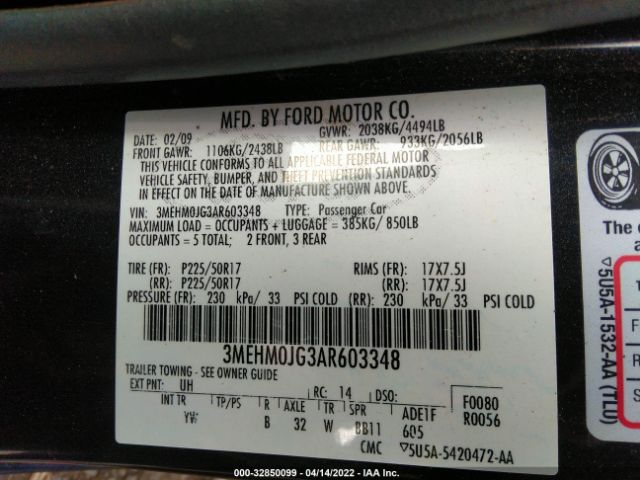 MFD. BY FORD MOTOR CO.
DATE: 02/09 GVWR: 2038KG/4494LB
FRONT GAWR: 1106KG/2438LB REAR GAWR: 933KG/2056LB
THIS VEHICLE CONFORMS TO ALL APPLICABLE FEDERAL MOTOR
VEHICLE SAFETY, BUMPER, AND THEFT PREVENTION STANDARDS
IN EFFECT ON THE DATE OF MANUFACTURE SHOWN ABOVE.
VIN: 3MEHM0JG3AR603348 TYPE: Passenger Car
MAXIMUM LOAD = OCCUPANTS + LUGGAGE = 385KG/ 850LB
OCCUPANTS = 5 TOTAL; 2 FRONT, 3 REAR
TIRE (FR): P225/50R17 RIMS (FR): 17X7.5J
(RR): P225/50R17 (RR): 17X7.5J
PRESSURE (FR): 230 kPa/ 33 PSI COLD (RR): 230 kPa/ 33 PSI COLD
3MEHM0JG3AR603348
TRAILER TOWING - SEE OWNER GUIDE
EXT PNT: UH RC: 14 DSO: F0080
INT TR TP/PS R AXLE TR SPR ADE1F R0056
B 32 W BB11 605
CMC ▽5U5A-5420472-AA
The
▽5U5A-1532-AA (TLU)
000-32850099 - 04/14/2022 - IAA Inc.